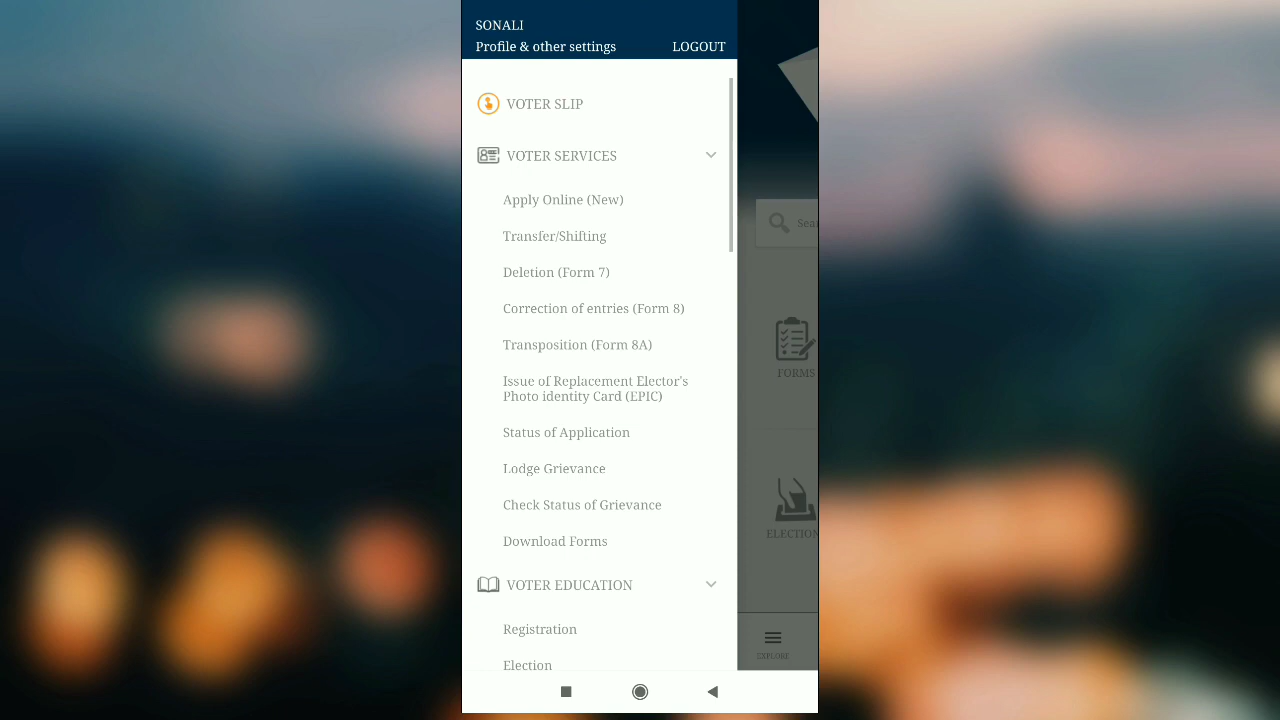 SONALI
Profile & other settings LOGOUT
VOTER SLIP
VOTER SERVICES
Apply Online (New)
Transfer/Shifting
Deletion (Form 7)
Correction of entries (Form 8)
Transposition (Form 8A)
Issue of Replacement Elector's
Photo identity Card (EPIC)
Status of Application
Lodge Grievance
Check Status of Grievance
Download Forms
VOTER EDUCATION
Registration
Election
Sear
FORMS
ELECTION
EXPLORE